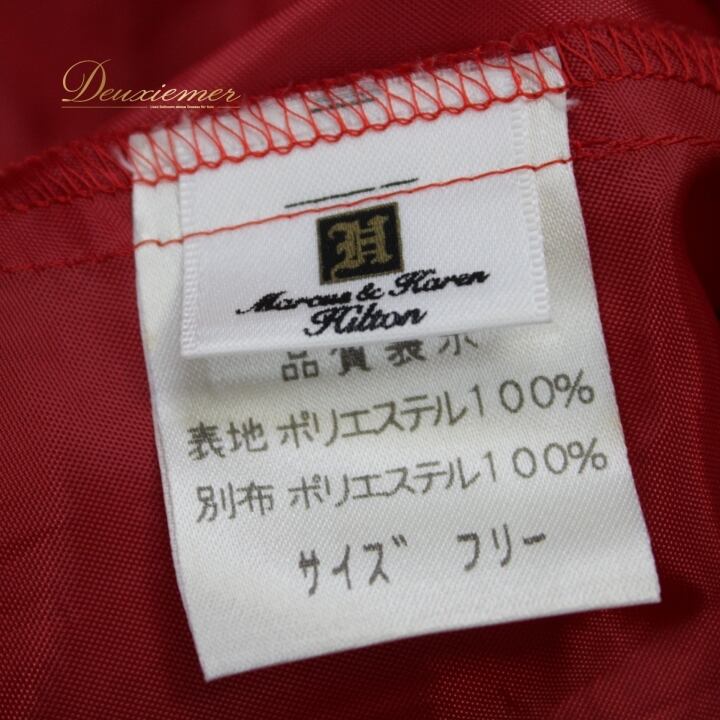 Deuxiemer
H
Marcus & Karen
Hilton
品質表示
表地 ポリエステル100%
別布 ポリエステル100%
サイズ フリー